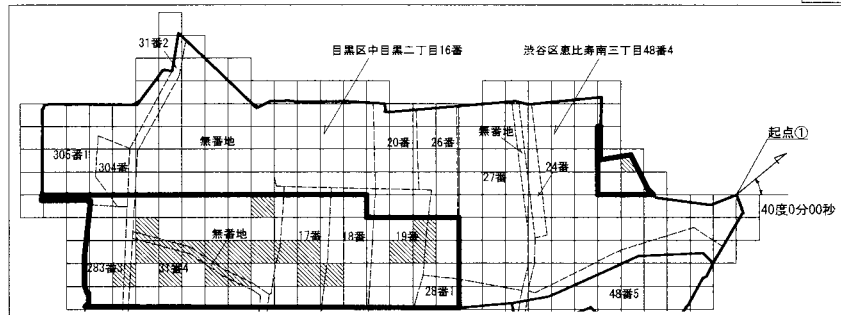 31番2
目黒区中目黒二丁目16番
渋谷区恵比寿南三丁目48番4
起点①
無番地
20番
26番
無番地
305番1
304番
27番
24番
40度0分00秒
無番地
17番
18番
19番
283番3
31番4
28番1
48番5